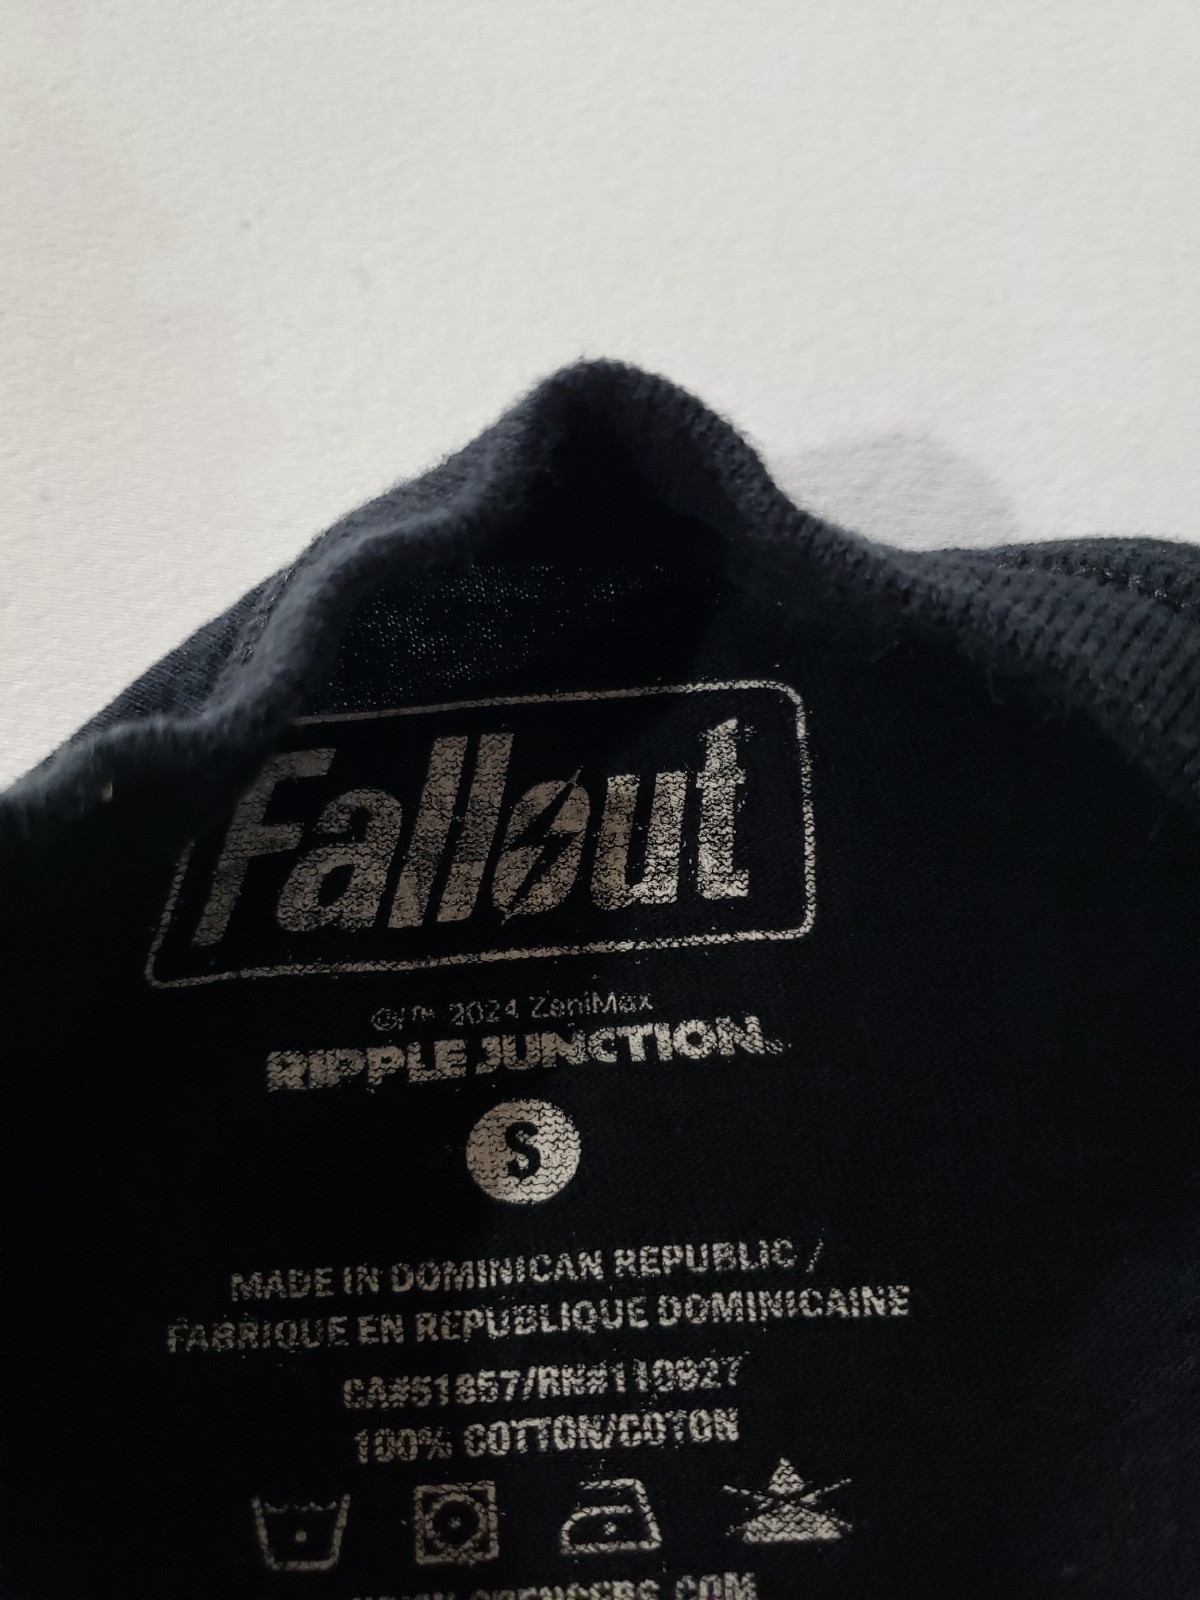 Fallout
©/™ 2024 ZeniMax
RIPPLE JUNCTION
S
MADE IN DOMINICAN REPUBLIC /
FABRIQUE EN REPUBLIQUE DOMINICAINE
CA#51857/RN#110927
100% COTTON/COTON